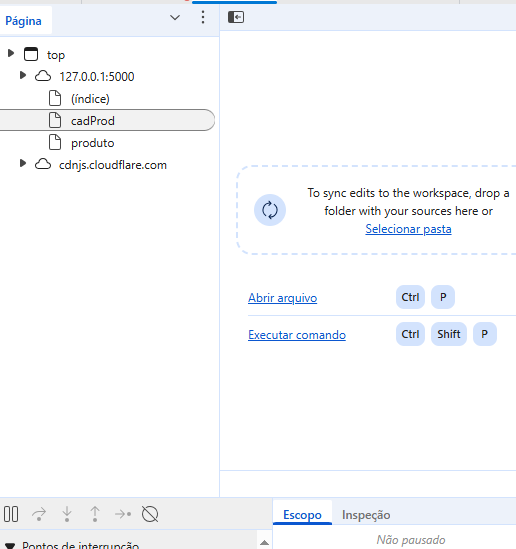 Página
top
127.0.0.1:5000
(índice)
cadProd
produto
cdnjs.cloudflare.com
To sync edits to the workspace, drop a
folder with your sources here or
Selecionar pasta
Abrir arquivo Ctrl P
Executar comando Ctrl Shift P
Escopo Inspeção
Não pausado
Pontos de interrupção